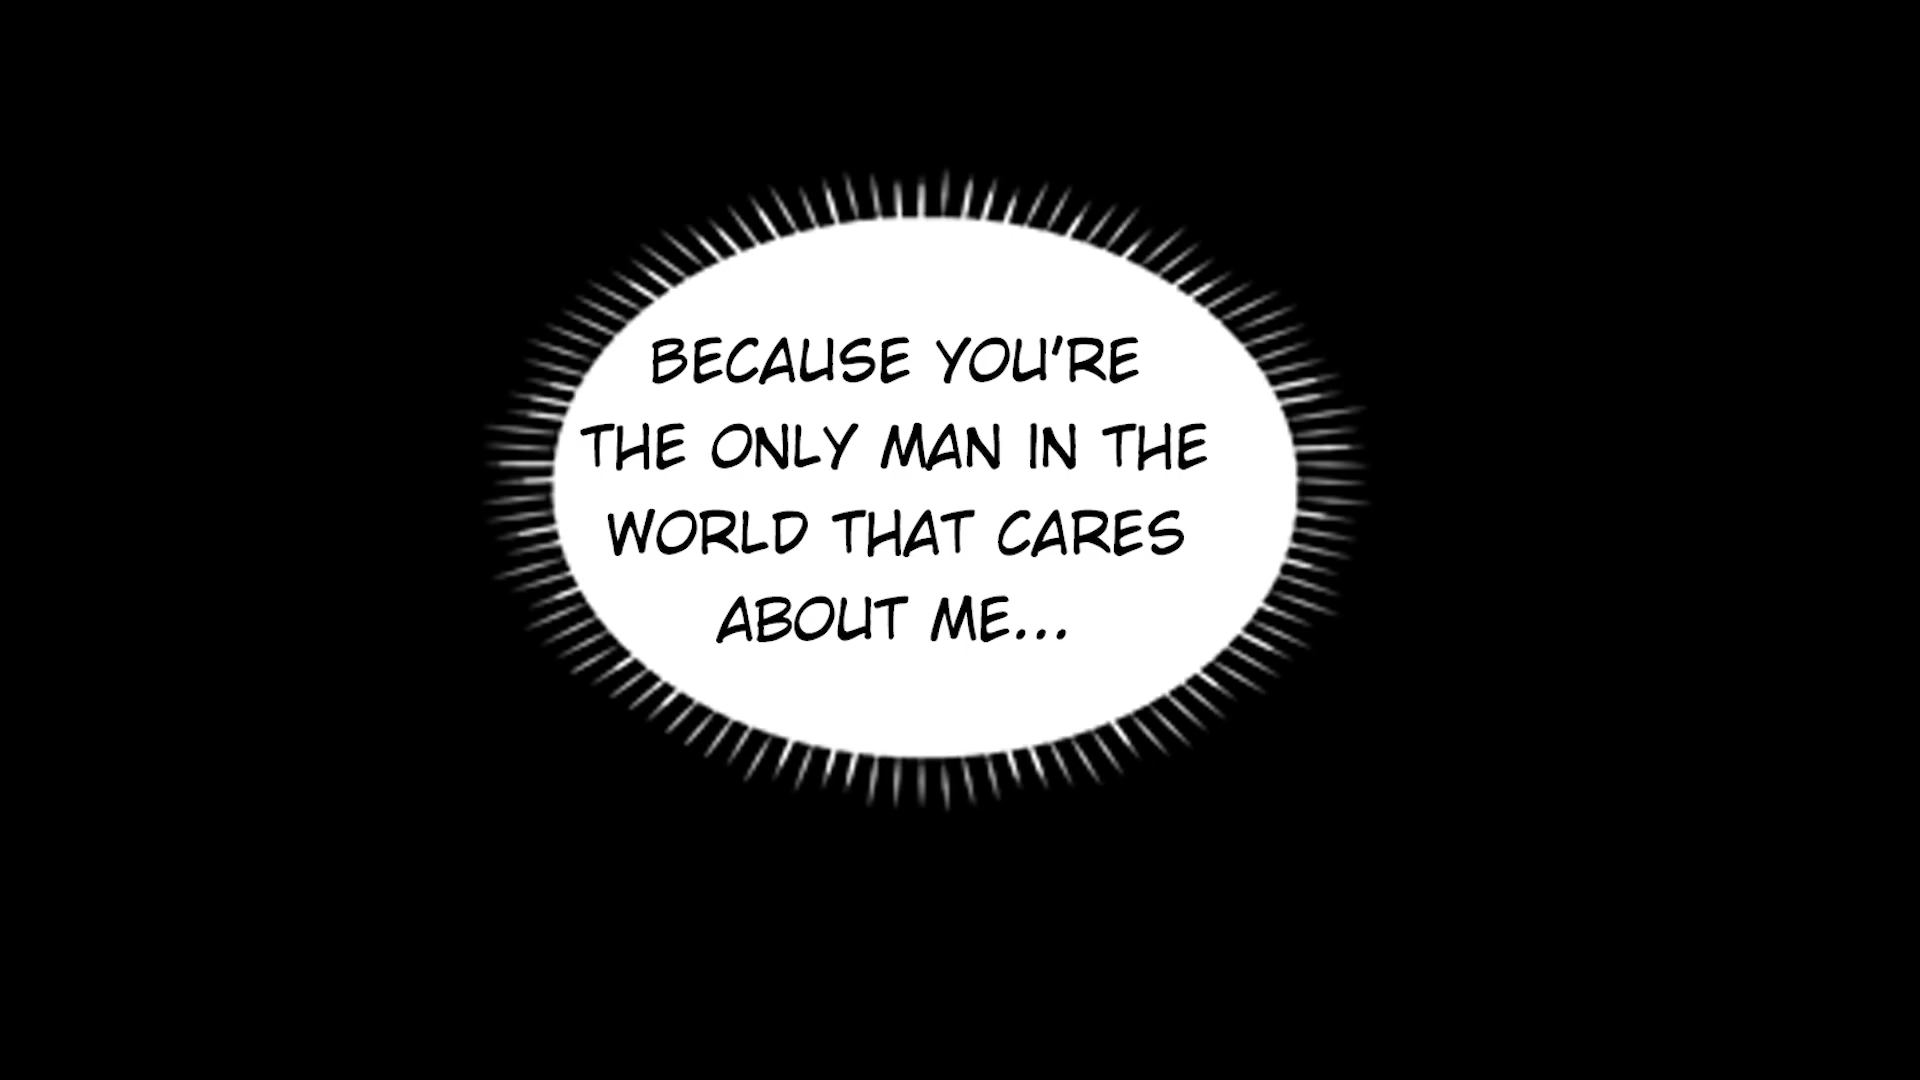 BECAUSE YOU'RE
THE ONLY MAN IN THE
WORLD THAT CARES
ABOUT ME...